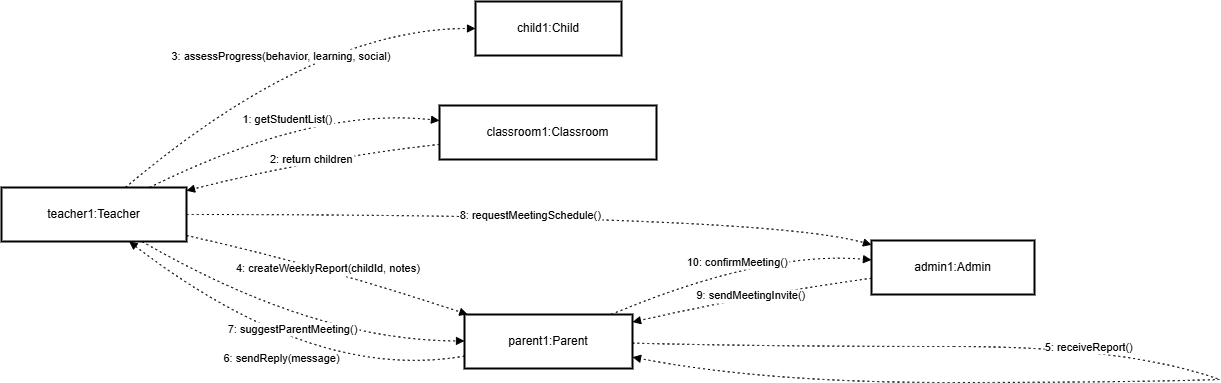 child1:Child
3: assessProgress(behavior, learning, social)
1: getStudentList()
classroom1:Classroom
2: return children
teacher1:Teacher
8: requestMeetingSchedule()
10: confirmMeeting()
admin1:Admin
4: createWeeklyReport(childId, notes)
9: sendMeetingInvite()
7: suggestParentMeeting()
parent1:Parent
5: receiveReport()
6: sendReply(message)